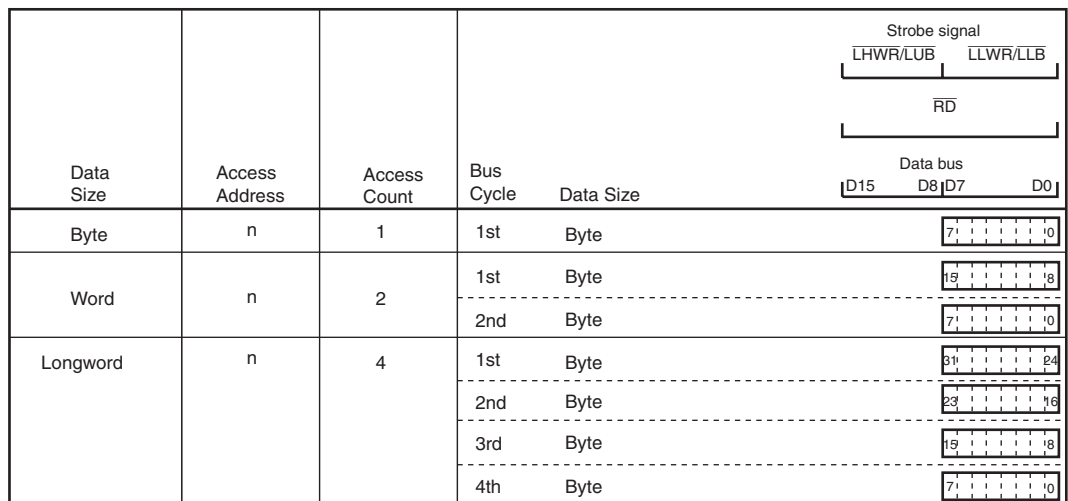 Strobe signal
LHWR/LUB LLWR/LLB
RD
Data Size
Access Address
Access Count
Bus Cycle
Data Size
Data bus
D15 D8 D7 D0
Byte n 1 1st Byte 7 0
Word n 2 1st Byte 15 8
2nd Byte 7 0
Longword n 4 1st Byte 31 24
2nd Byte 23 16
3rd Byte 15 8
4th Byte 7 0